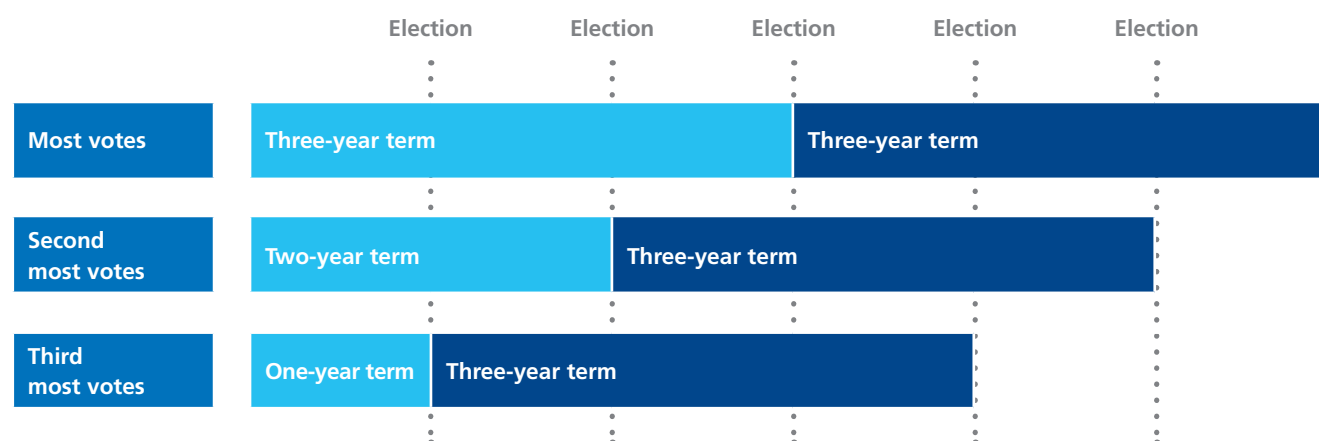 Election Election Election Election Election
Most votes
Three-year term
Three-year term
Second
most votes
Two-year term
Three-year term
Third
most votes
One-year term
Three-year term